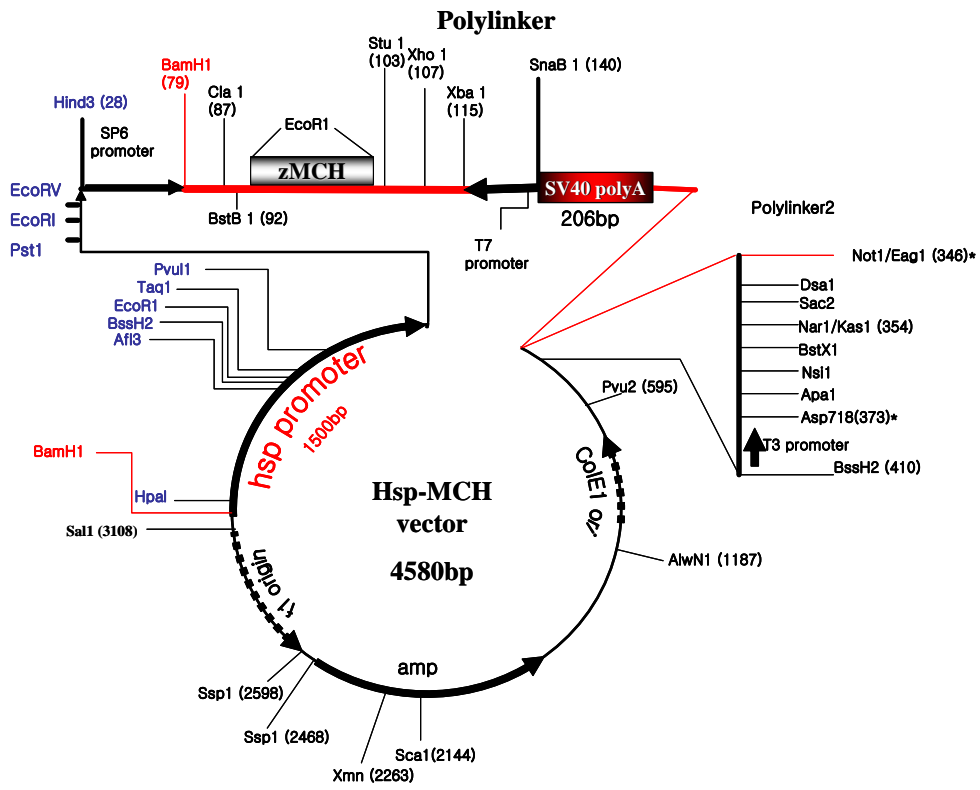 Polylinker
BamH1
(79)
Cla 1
(87)
Stu 1
(103)
Xho 1
(107)
Xba 1
(115)
SnaB 1 (140)
Hind3 (28)
SP6
promoter
EcoR1
zMCH
SV40 polyA
206bp
EcoRV
EcoRI
Pst1
BstB 1 (92)
T7
promoter
Polylinker2
Not1/Eag1 (346)*
Dsa1
Sac2
Nar1/Kas1 (354)
BstX1
Nsi1
Apa1
Asp718(373)*
T3 promoter
BssH2 (410)
PvuI1
Taq1
EcoR1
BssH2
Afl3
hsp promoter
1500bp
BamH1
HpaI
Sal1 (3108)
f1 origin
Hsp-MCH
vector
4580bp
Pvu2 (595)
ColE1 ori.
AlwN1 (1187)
amp
Ssp1 (2598)
Ssp1 (2468)
Xmn (2263)
Sca1(2144)